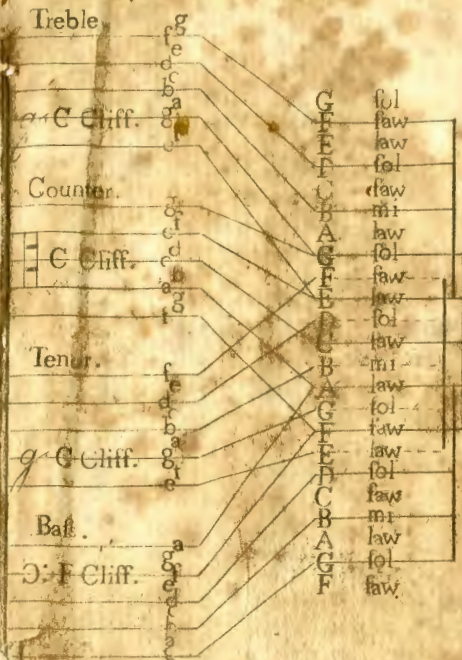 Treble
g
f
e
d
c
b
a
g G Cliff. g
f
e
Counter.
g
f
e
d
C Cliff. c
b
a
g
f
Tenor.
f
e
d
c
b
a
g G Cliff. g
f
e
Baſs.
a
g
F Cliff. f
e
d
c
b
a
G ſol
F faw
E law
D ſol
C faw
B mi
A law
G ſol
F faw
E law
D ſol
C faw
B mi
A law
G ſol
F faw
E law
D ſol
C faw
B mi
A law
G ſol
F faw